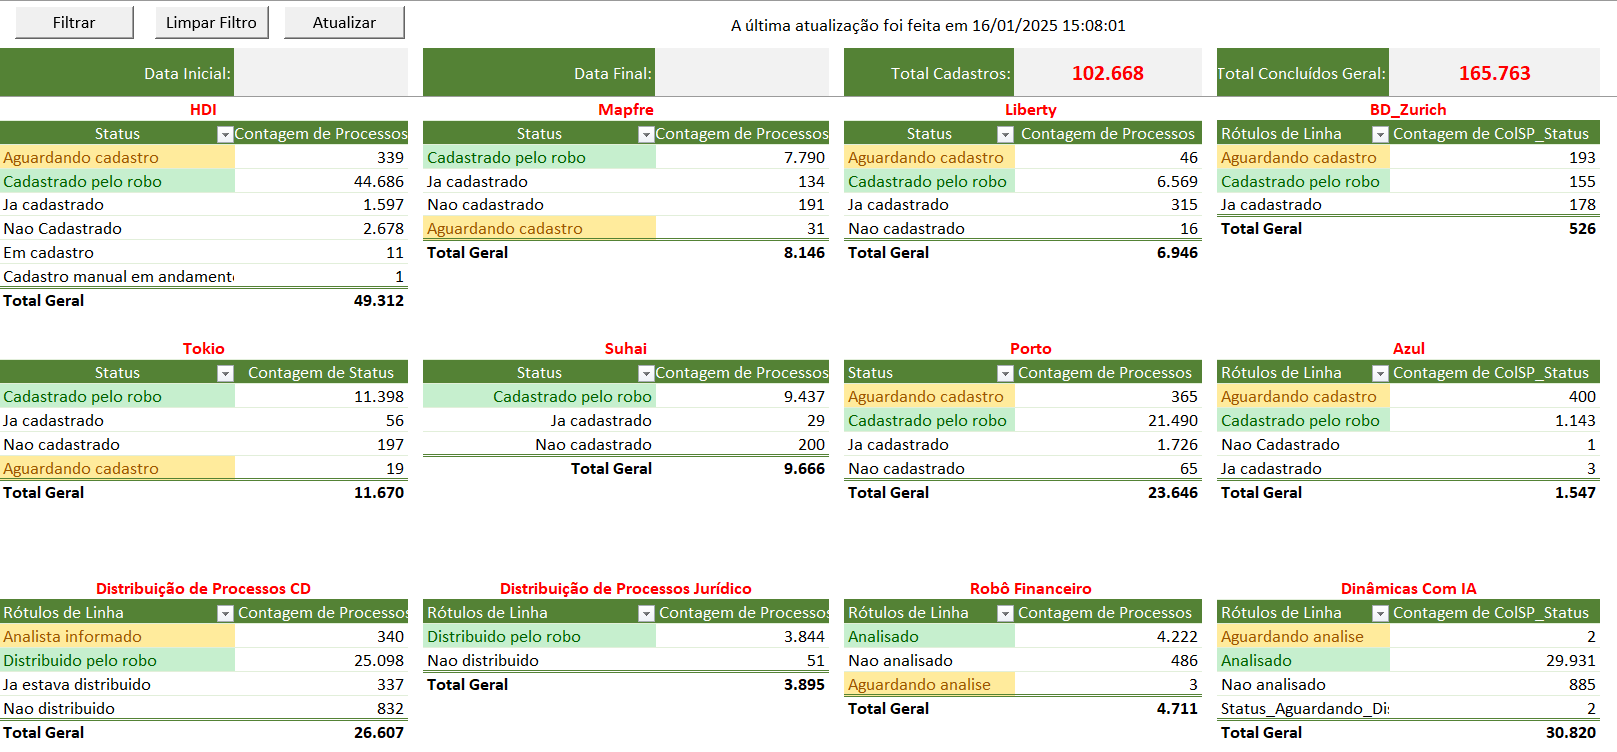 Filtrar Limpar Filtro Atualizar A última atualização foi feita em 16/01/2025 15:08:01
Data Inicial: Data Final: Total Cadastros: 102.668 Total Concluídos Geral: 165.763
HDI
Status Contagem de Processos
Aguardando cadastro 339
Cadastrado pelo robo 44.686
Ja cadastrado 1.597
Nao Cadastrado 2.678
Em cadastro 11
Cadastro manual em andament 1
Total Geral 49.312
Mapfre
Status Contagem de Processos
Cadastrado pelo robo 7.790
Ja cadastrado 134
Nao cadastrado 191
Aguardando cadastro 31
Total Geral 8.146
Liberty
Status Contagem de Processos
Aguardando cadastro 46
Cadastrado pelo robo 6.569
Ja cadastrado 315
Nao cadastrado 16
Total Geral 6.946
BD_Zurich
Rótulos de Linha Contagem de ColSP_Status
Aguardando cadastro 193
Cadastrado pelo robo 155
Ja cadastrado 178
Total Geral 526
Tokio
Status Contagem de Status
Cadastrado pelo robo 11.398
Ja cadastrado 56
Nao cadastrado 197
Aguardando cadastro 19
Total Geral 11.670
Suhai
Status Contagem de Processos
Cadastrado pelo robo 9.437
Ja cadastrado 29
Nao cadastrado 200
Total Geral 9.666
Porto
Status Contagem de Processos
Aguardando cadastro 365
Cadastrado pelo robo 21.490
Ja cadastrado 1.726
Nao cadastrado 65
Total Geral 23.646
Azul
Rótulos de Linha Contagem de ColSP_Status
Aguardando cadastro 400
Cadastrado pelo robo 1.143
Nao Cadastrado 1
Ja cadastrado 3
Total Geral 1.547
Distribuição de Processos CD
Rótulos de Linha Contagem de Processos
Analista informado 340
Distribuido pelo robo 25.098
Ja estava distribuido 337
Nao distribuido 832
Total Geral 26.607
Distribuição de Processos Jurídico
Rótulos de Linha Contagem de Processos
Distribuido pelo robo 3.844
Nao distribuido 51
Total Geral 3.895
Robô Financeiro
Rótulos de Linha Contagem de Processos
Analisado 4.222
Nao analisado 486
Aguardando analise 3
Total Geral 4.711
Dinâmicas Com IA
Rótulos de Linha Contagem de ColSP_Status
Aguardando analise 2
Analisado 29.931
Nao analisado 885
Status_Aguardando_Di 2
Total Geral 30.820